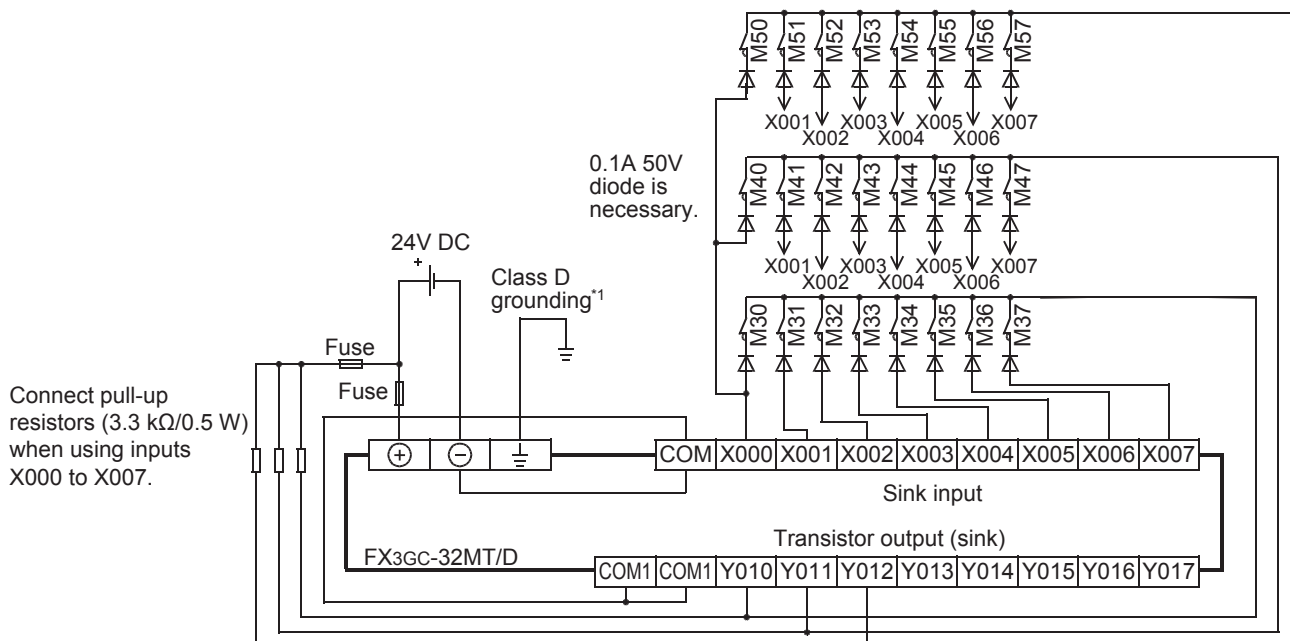 M50 M51 M52 M53 M54 M55 M56 M57
X001 X003 X005 X007
X002 X004 X006
0.1A 50V
diode is
necessary.
M40 M41 M42 M43 M44 M45 M46 M47
X001 X003 X005 X007
X002 X004 X006
24V DC
+
Class D
grounding*1
M30 M31 M32 M33 M34 M35 M36 M37
Fuse
Fuse
Connect pull-up
resistors (3.3 kΩ/0.5 W)
when using inputs
X000 to X007.
+ −
COM X000 X001 X002 X003 X004 X005 X006 X007
Sink input
Transistor output (sink)
FX3GC-32MT/D
COM1 COM1 Y010 Y011 Y012 Y013 Y014 Y015 Y016 Y017